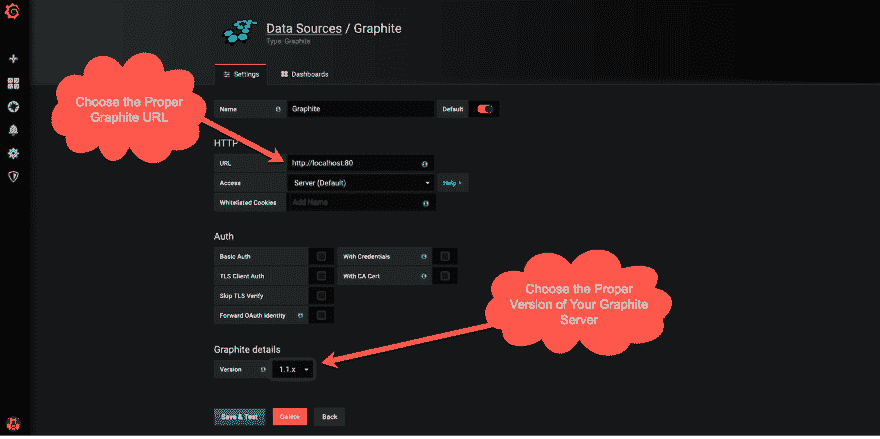 Data Sources / Graphite
Type: Graphite
Settings
Dashboards
Choose the Proper
Graphite URL
Name
Graphite
Default
HTTP
URL
http://localhost:80
Access
Server (Default)
Help
Whitelisted Cookies
Add Name
Auth
Basic Auth
With Credentials
TLS Client Auth
With CA Cert
Skip TLS Verify
Forward OAuth Identity
Choose the Proper
Version of Your Graphite
Server
Graphite details
Version
1.1.x
Save & Test
Delete
Back